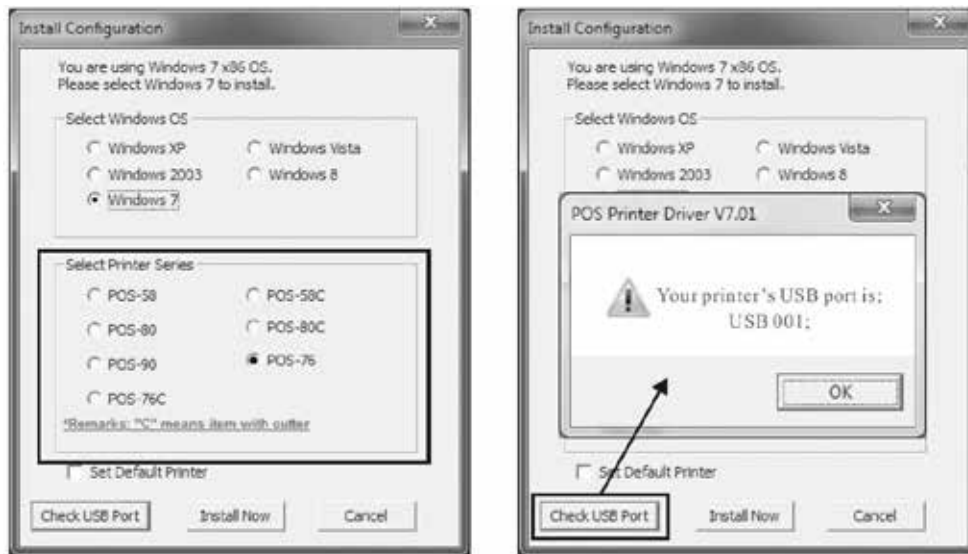 Install Configuration
You are using Windows 7 x86 OS.
Please select Windows 7 to install.
Select Windows OS
Windows XP
Windows Vista
Windows 2003
Windows 8
Windows 7
Select Printer Series
POS-58
POS-58C
POS-80
POS-80C
POS-90
POS-76
POS-76C
*Remarks: "C" means item with cutter
Set Default Printer
Check USB Port
Install Now
Cancel
Install Configuration
You are using Windows 7 x86 OS.
Please select Windows 7 to install.
Select Windows OS
Windows XP
Windows Vista
Windows 2003
Windows 8
POS Printer Driver V7.01
Your printer's USB port is;
USB 001;
OK
Set Default Printer
Check USB Port
Install Now
Cancel